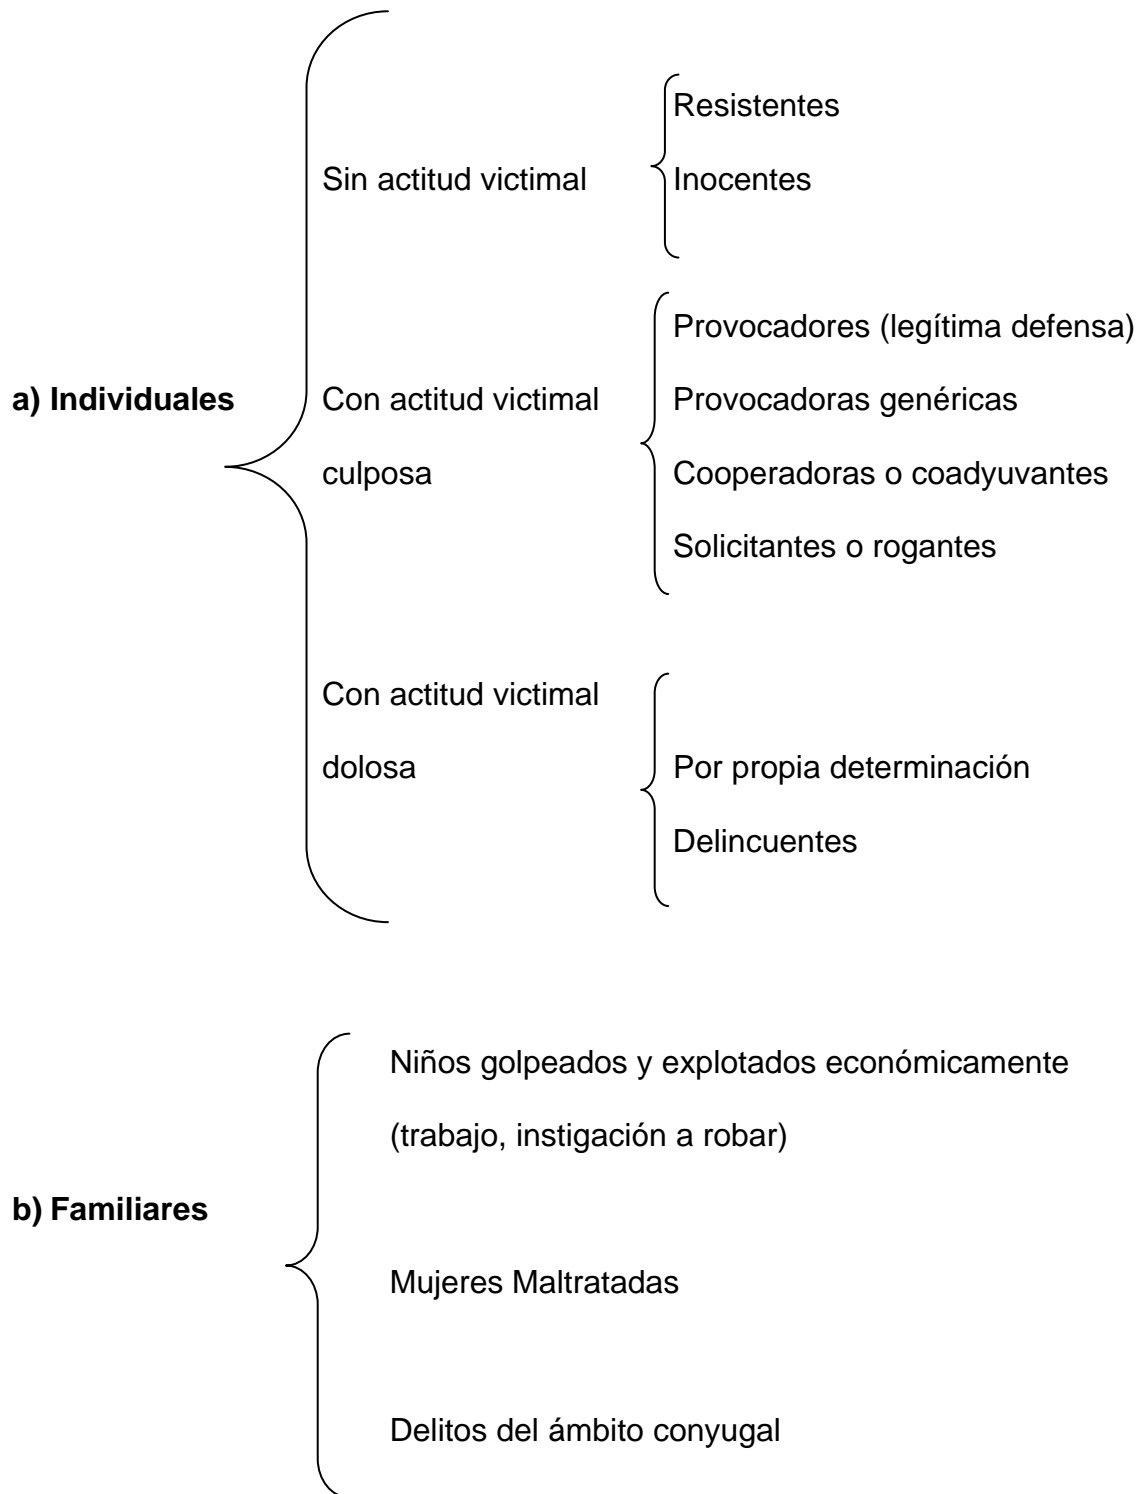 a) Individuales
Sin actitud victimal
Resistentes
Inocentes
Con actitud victimal
culposa
Provocadores (legítima defensa)
Provocadoras genéricas
Cooperadoras o coadyuvantes
Solicitantes o rogantes
Con actitud victimal
dolosa
Por propia determinación
Delincuentes
b) Familiares
Niños golpeados y explotados económicamente
(trabajo, instigación a robar)
Mujeres Maltratadas
Delitos del ámbito conyugal